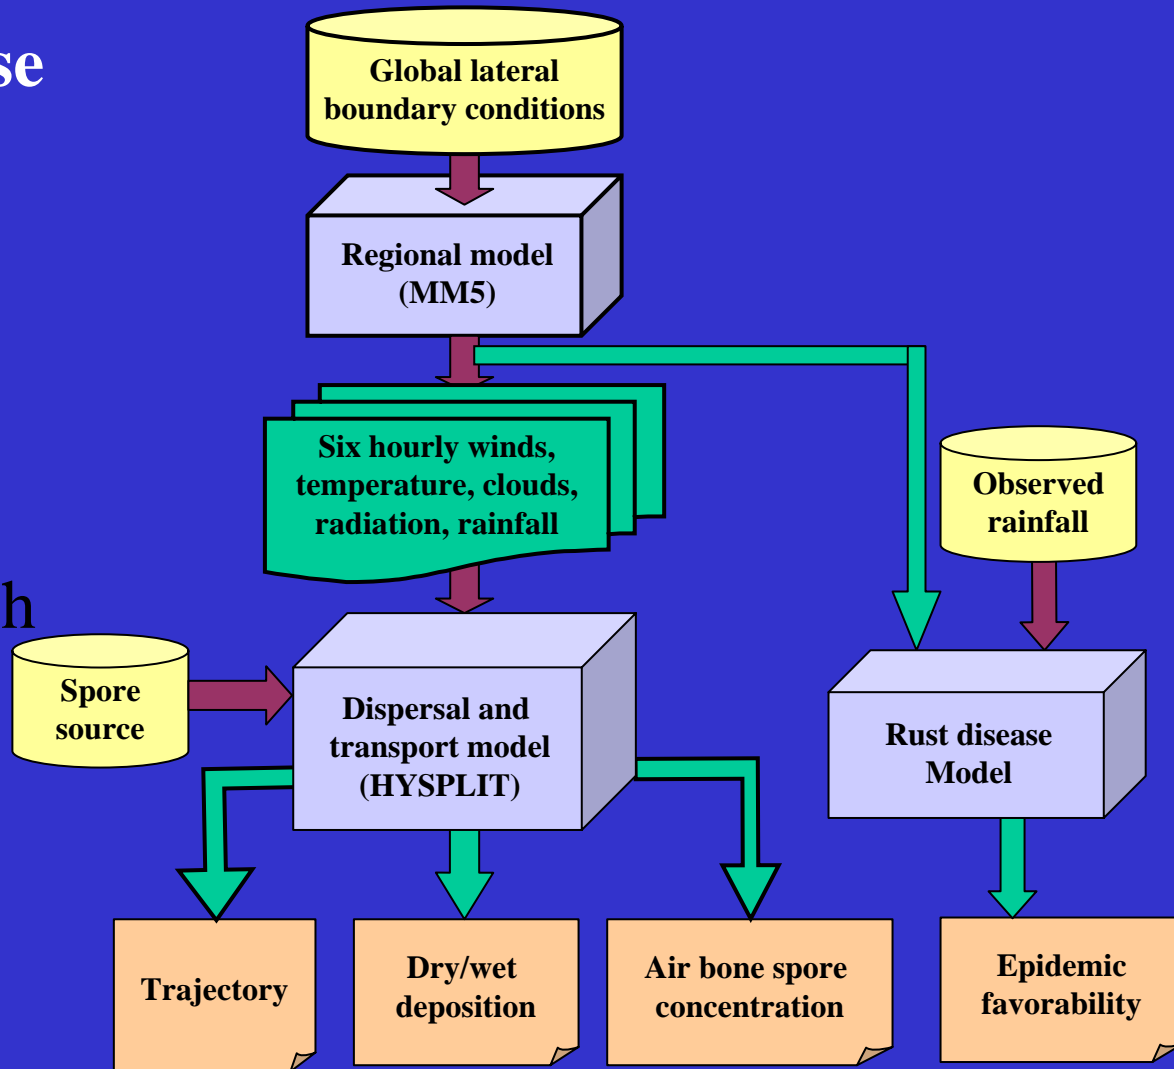 se
Global lateral
boundary conditions
Regional model
(MM5)
Six hourly winds,
temperature, clouds,
radiation, rainfall
Observed
rainfall
h
Spore
source
Dispersal and
transport model
(HYSPLIT)
Rust disease
Model
Trajectory
Dry/wet
deposition
Air bone spore
concentration
Epidemic
favorability